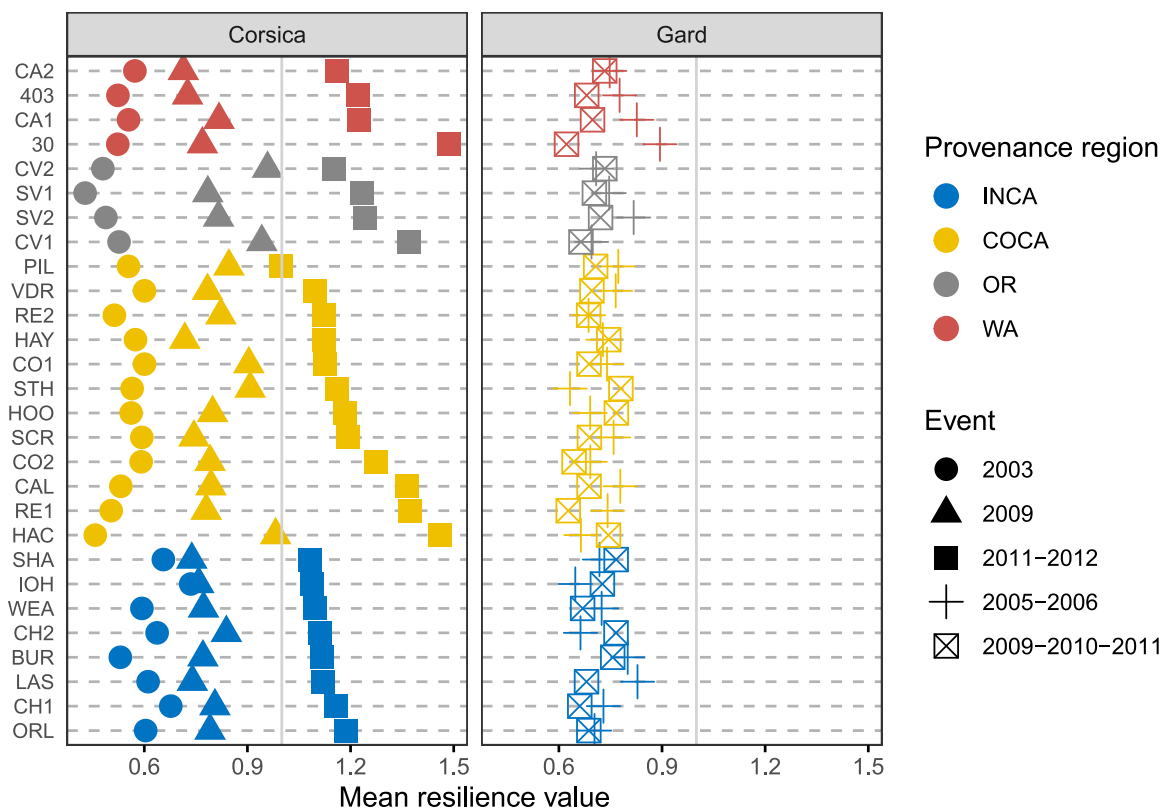 Corsica
Gard
CA2
403
CA1
30
CV2
SV1
SV2
CV1
PIL
VDR
RE2
HAY
CO1
STH
HOO
SCR
CO2
CAL
RE1
HAC
SHA
IOH
WEA
CH2
BUR
LAS
CH1
ORL
0.6 0.9 1.2 1.5
0.6 0.9 1.2 1.5
Mean resilience value
Provenance region
INCA
COCA
OR
WA
Event
2003
2009
2011−2012
2005−2006
2009−2010−2011